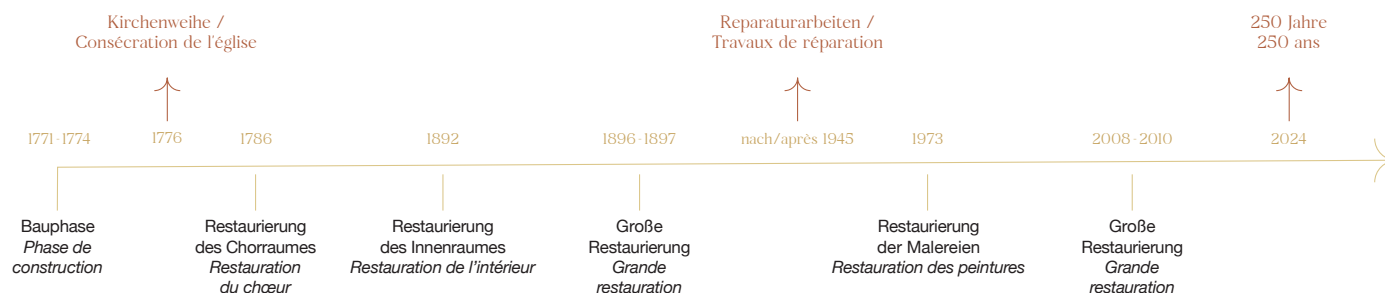 Kirchenweihe /
Consécration de l'église
Reparaturarbeiten /
Travaux de réparation
250 Jahre
250 ans
1771-1774
1776
1786
1892
1896-1897
nach/après 1945
1973
2008-2010
2024
Bauphase
Phase de
construction
Restaurierung
des Chorraumes
Restauration
du chœur
Restaurierung
des Innenraumes
Restauration de l'intérieur
Große
Restaurierung
Grande
restauration
Restaurierung
der Malereien
Restauration des peintures
Große
Restaurierung
Grande
restauration